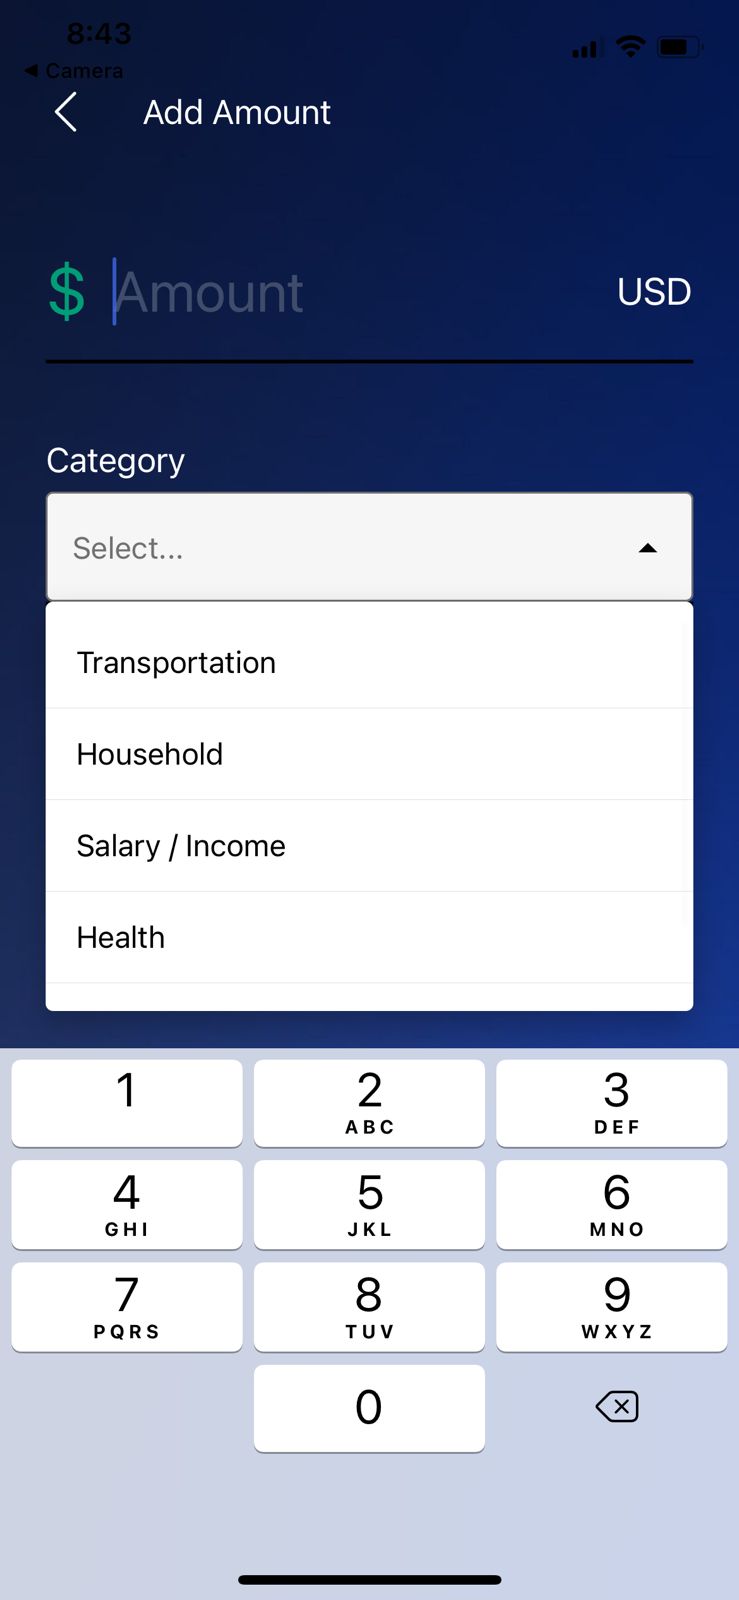 8:43
◀ Camera
Add Amount
$ Amount USD
Category
Select...
Transportation
Household
Salary / Income
Health
1 2 3
ABC DEF
4 5 6
GHI JKL MNO
7 8 9
PQRS TUV WXYZ
0